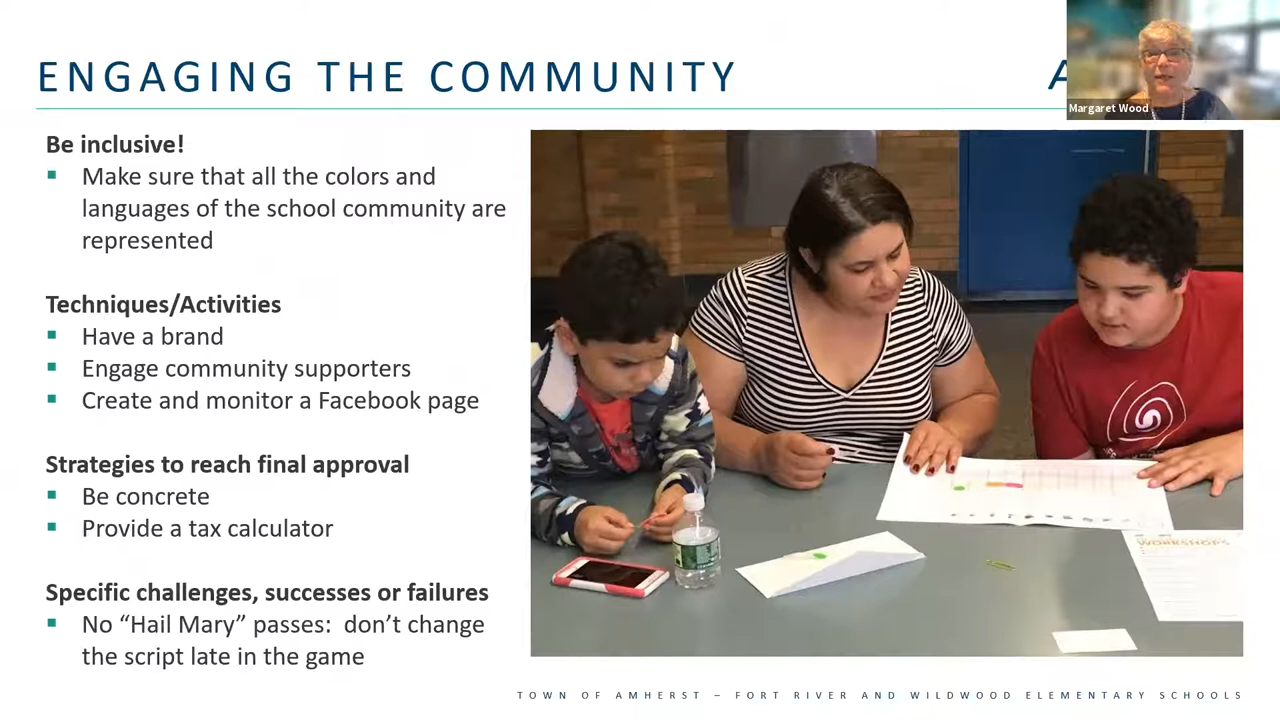 ENGAGING THE COMMUNITY
A
Margaret Wood
Be inclusive!
▪ Make sure that all the colors and
languages of the school community are
represented
Techniques/Activities
▪ Have a brand
▪ Engage community supporters
▪ Create and monitor a Facebook page
Strategies to reach final approval
▪ Be concrete
▪ Provide a tax calculator
Specific challenges, successes or failures
▪ No “Hail Mary” passes:  don’t change
the script late in the game
WORKSHOPS
TOWN OF AMHERST – FORT RIVER AND WILDWOOD ELEMENTARY SCHOOLS